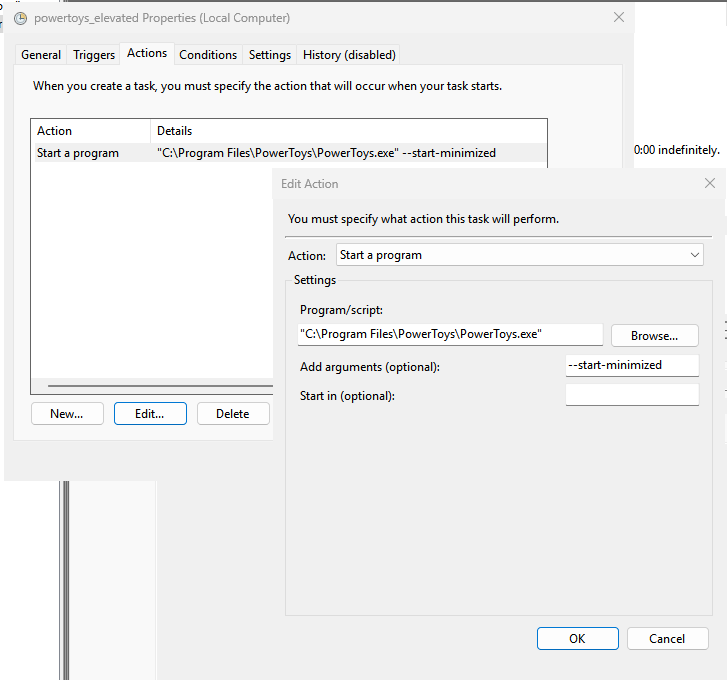 powertoys_elevated Properties (Local Computer)
General Triggers Actions Conditions Settings History (disabled)
When you create a task, you must specify the action that will occur when your task starts.
Action Details
Start a program "C:\Program Files\PowerToys\PowerToys.exe" --start-minimized
0:00 indefinitely.
Edit Action
You must specify what action this task will perform.
Action: Start a program
Settings
Program/script:
"C:\Program Files\PowerToys\PowerToys.exe" Browse...
Add arguments (optional): --start-minimized
Start in (optional):
New... Edit... Delete
OK Cancel